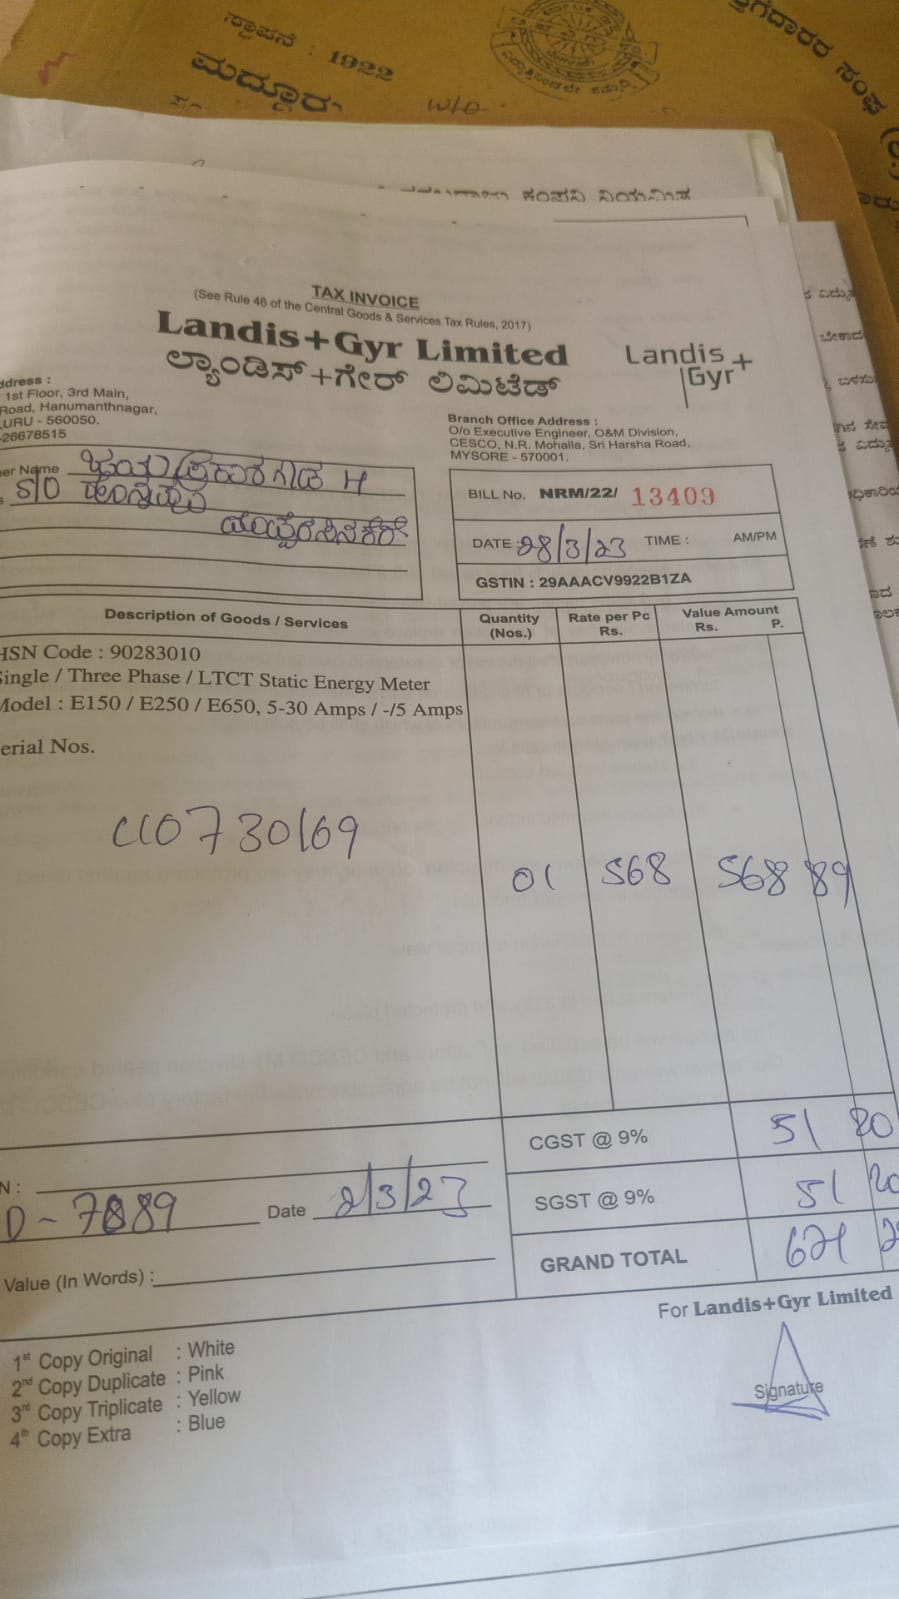 ಸ್ಥಾಪನೆ : 1922
ಮದ್ದೂರು
W/O
ಕಂಪನಿ ನಿಯಮಿತ
TAX INVOICE
(See Rule 46 of the Central Goods & Services Tax Rules, 2017)
Landis+Gyr Limited
ಲ್ಯಾಂಡಿಸ್+ಗೇರ್ ಲಿಮಿಟೆಡ್
Landis
Gyr+
ddress :
1st Floor, 3rd Main,
Road, Hanumanthnagar,
URU - 560050.
26678515
Branch Office Address :
O/o Executive Engineer, O&M Division,
CESCO, N.R. Mohalla, Sri Harsha Road,
MYSORE - 570001.
er Name
S/O
BILL No. NRM/22/ 13409
DATE : 28/3/23 TIME : AM/PM
GSTIN : 29AAACV9922B1ZA
Description of Goods / Services
Quantity (Nos.)
Rate per Pc Rs.
Value Amount Rs. P.
HSN Code : 90283010
Single / Three Phase / LTCT Static Energy Meter
Model : E150 / E250 / E650, 5-30 Amps / -/5 Amps
erial Nos.
01 568 568 89
CGST @ 9% 51 20
SGST @ 9% 51 20
GRAND TOTAL 671
N :
Date 2/3/23
Value (In Words) :
For Landis+Gyr Limited
Signature
1st Copy Original : White
2nd Copy Duplicate : Pink
3rd Copy Triplicate : Yellow
4th Copy Extra : Blue